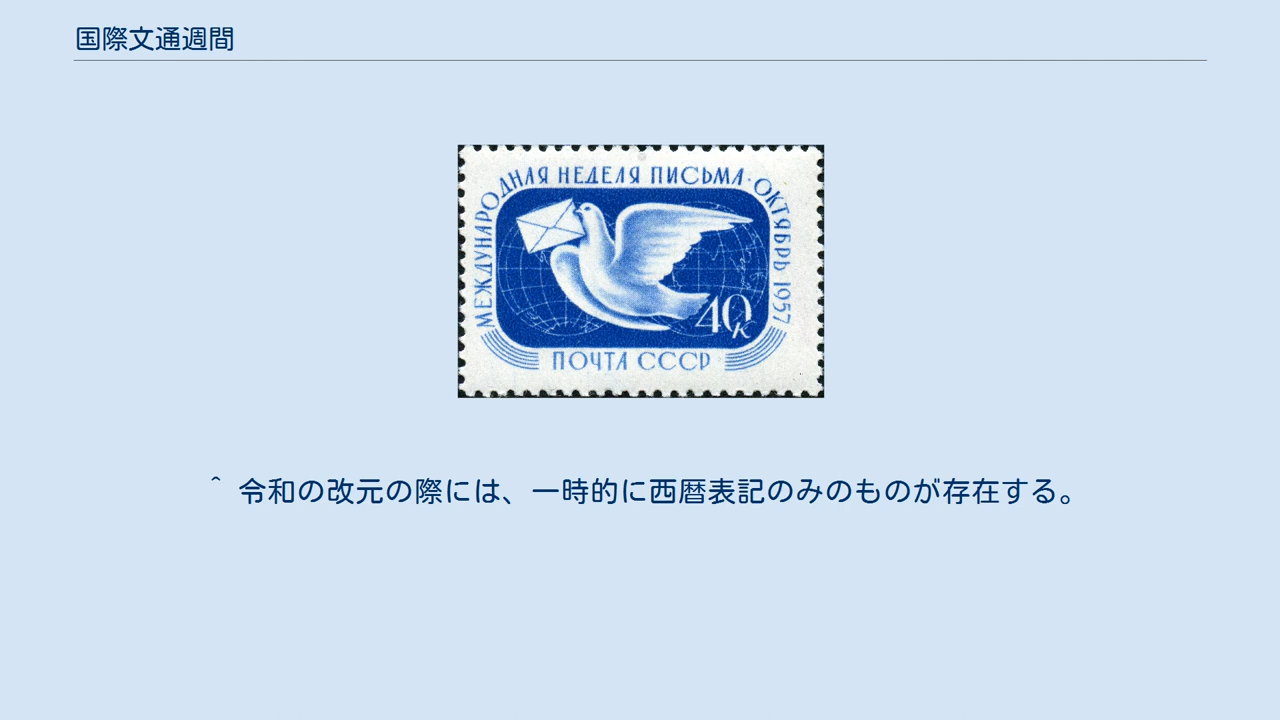 国際文通週間
МЕЖДУНАРОДНАЯ НЕДЕЛЯ ПИСЬМА · ОКТЯБРЬ 1957
40к
ПОЧТА СССР
^ 令和の改元の際には、一時的に西暦表記のみのものが存在する。